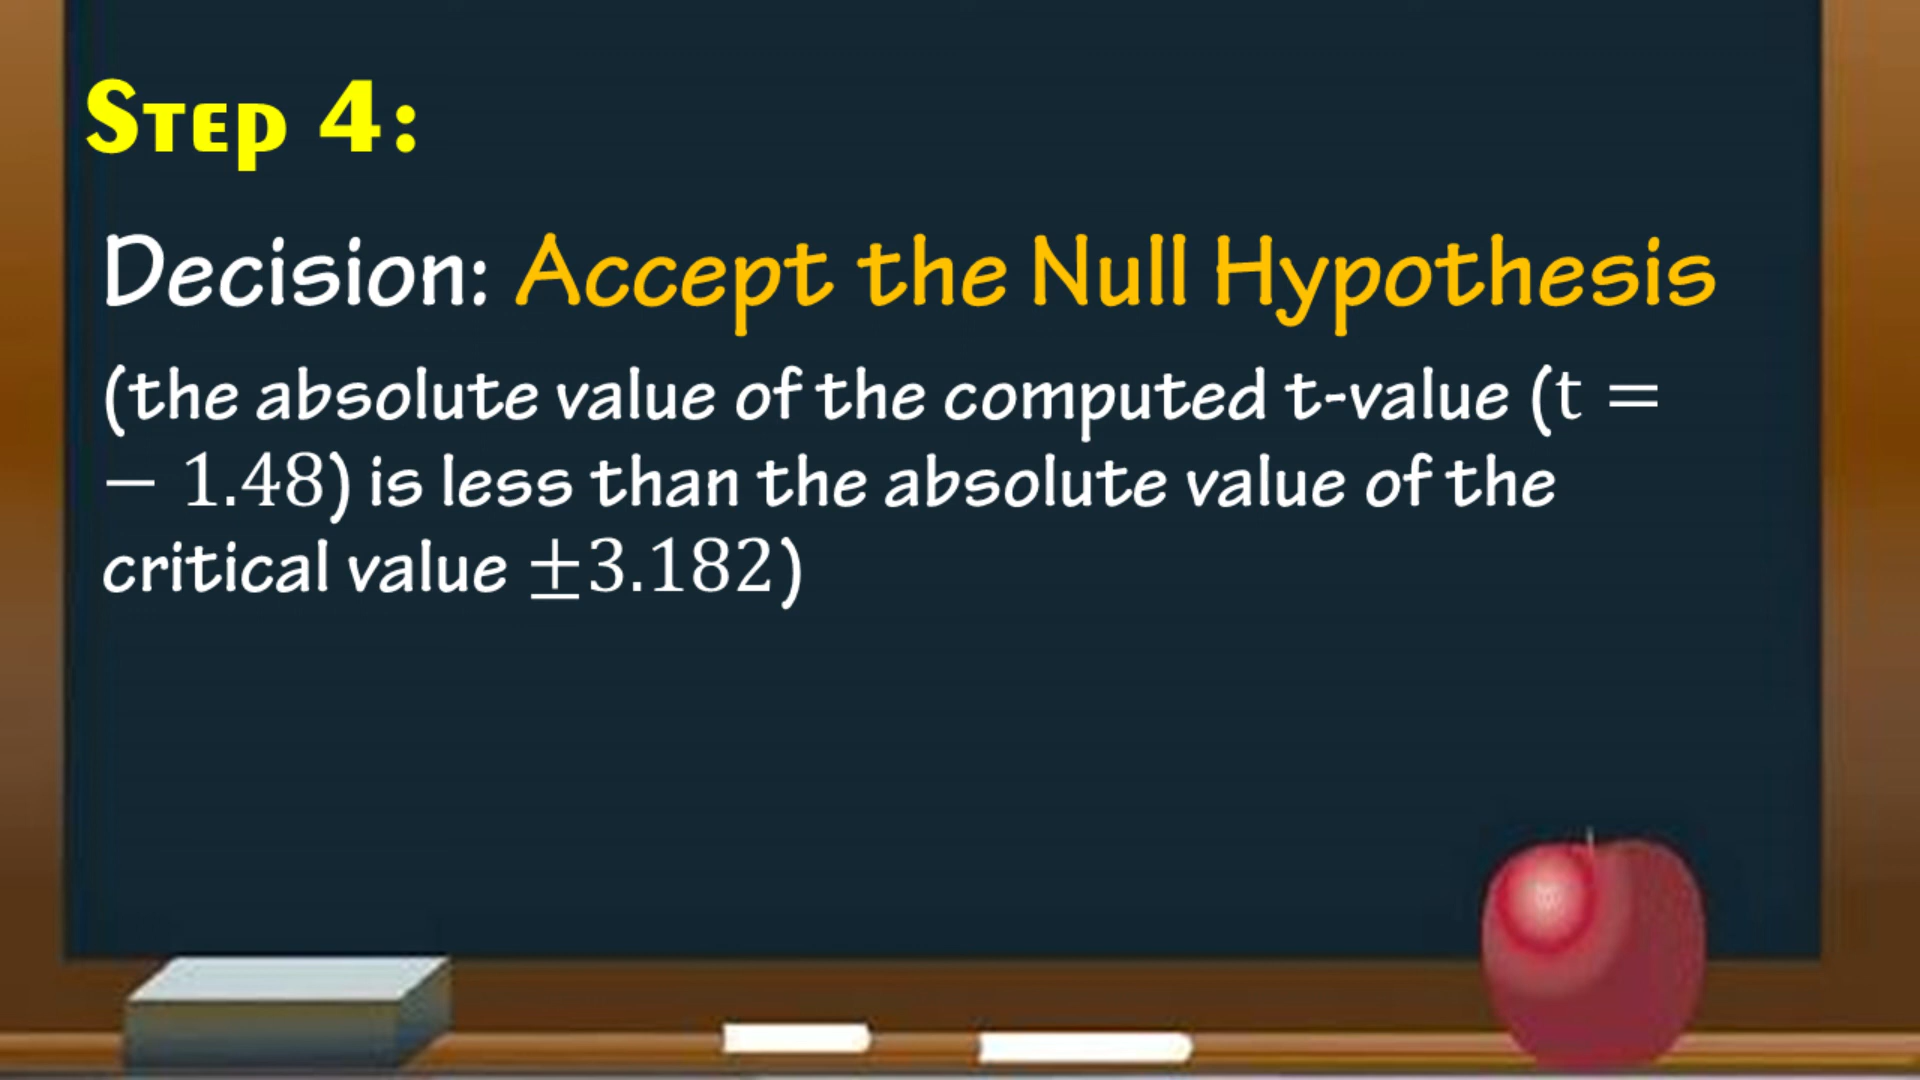 Step 4:
Decision: Accept the Null Hypothesis
(the absolute value of the computed t-value (t =
− 1.48) is less than the absolute value of the
critical value ±3.182)